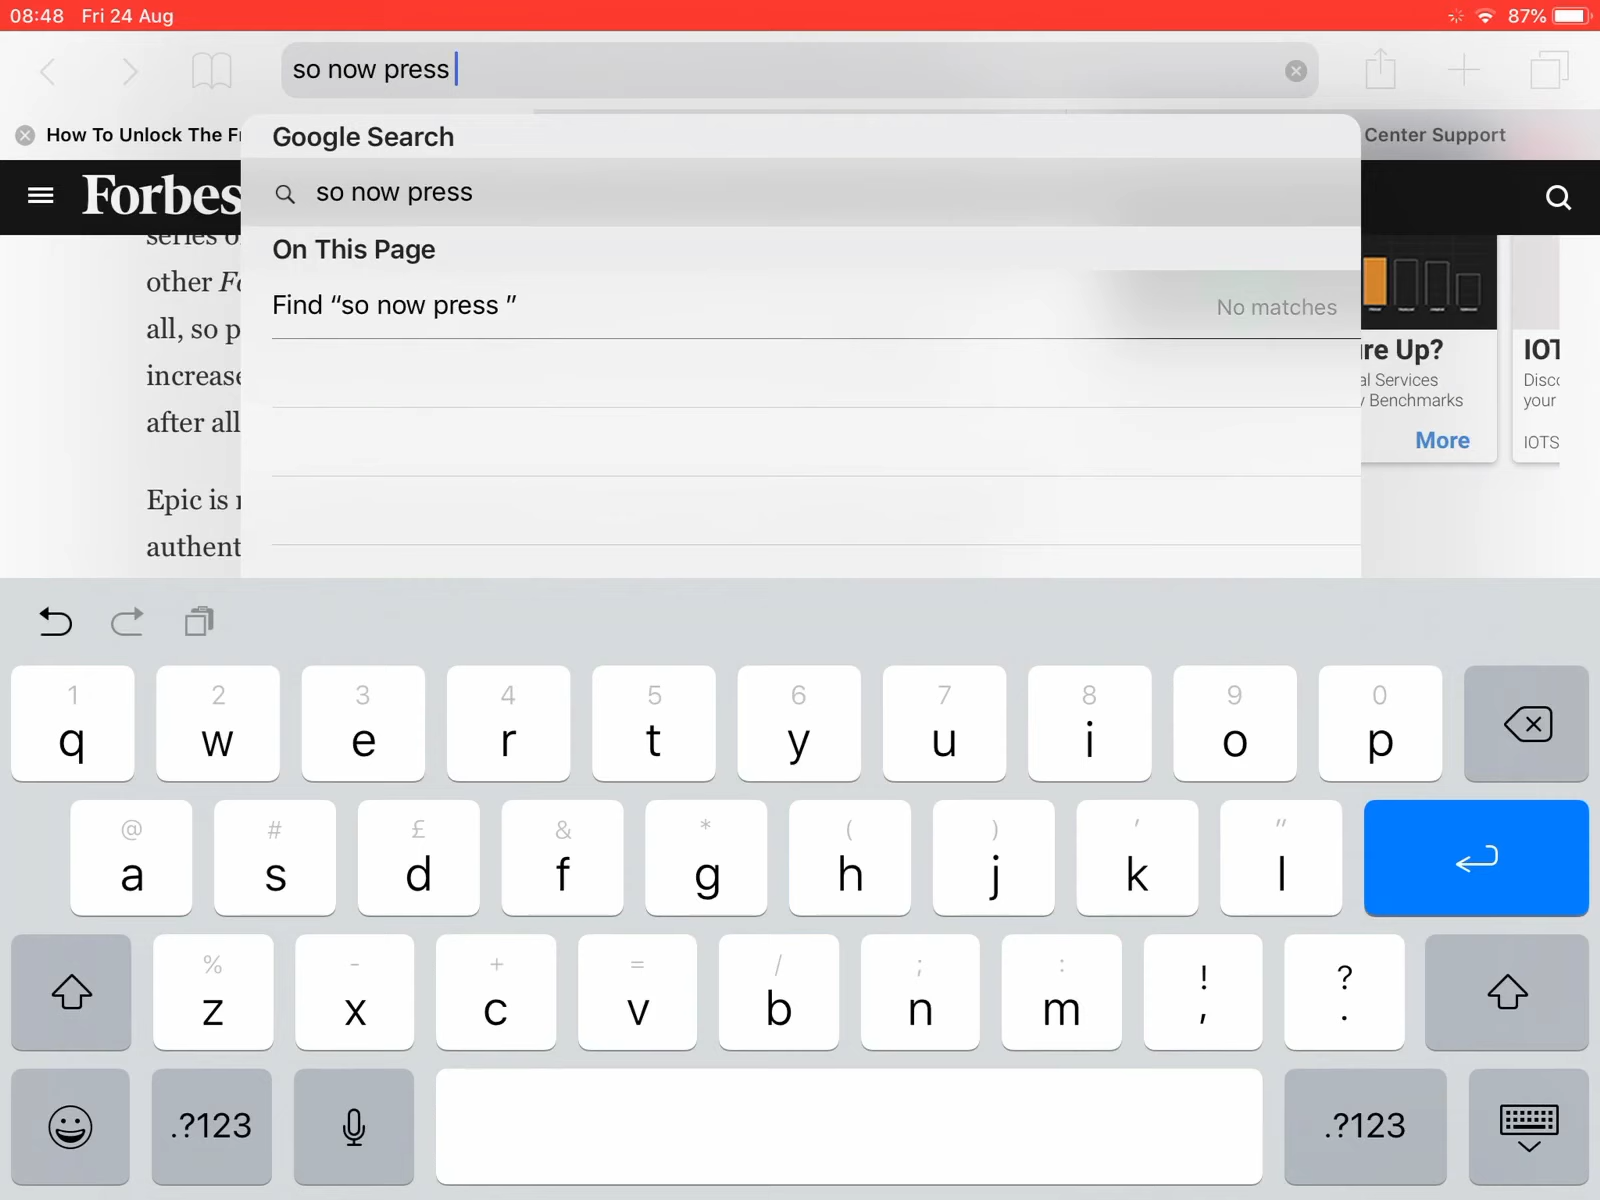 08:48 Fri 24 Aug 87%
so now press
How To Unlock The Fr
Center Support
Google Search
so now press
Forbes
On This Page
Find “so now press ” No matches
series o
other Fo
all, so p
increase
after all
Epic is
authent
re Up?
al Services
Benchmarks
More
IOT
Disco
your
IOTS
1 2 3 4 5 6 7 8 9 0
q w e r t y u i o p
@ # £ & * ( ) ' "
a s d f g h j k l
% - + = / ; : ! ?
z x c v b n m , .
.?123 .?123